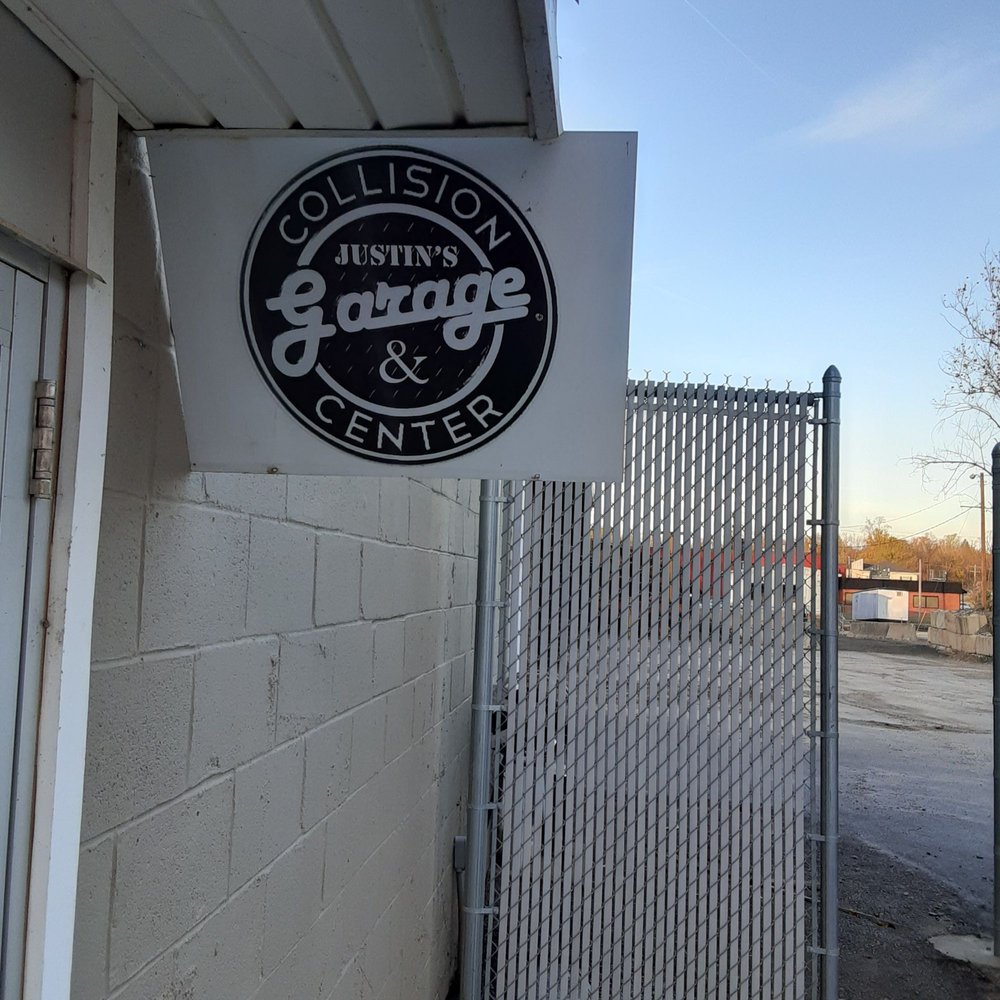 COLLISION
JUSTIN'S
Garage
&
CENTER